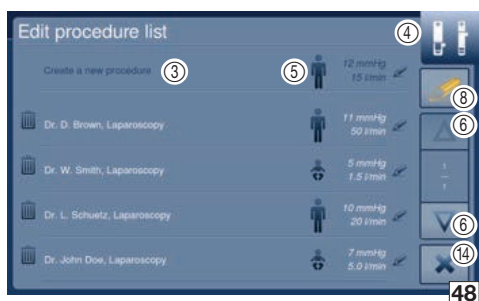 Edit procedure list
4
Create a new procedure
3
5
12 mmHg
15 l/min
8
Dr. D. Brown, Laparoscopy
11 mmHg
50 l/min
6
Dr. W. Smith, Laparoscopy
5 mmHg
1.5 l/min
1
1
Dr. L. Schuetz, Laparoscopy
10 mmHg
20 l/min
6
Dr. John Doe, Laparoscopy
7 mmHg
5.0 l/min
14
48